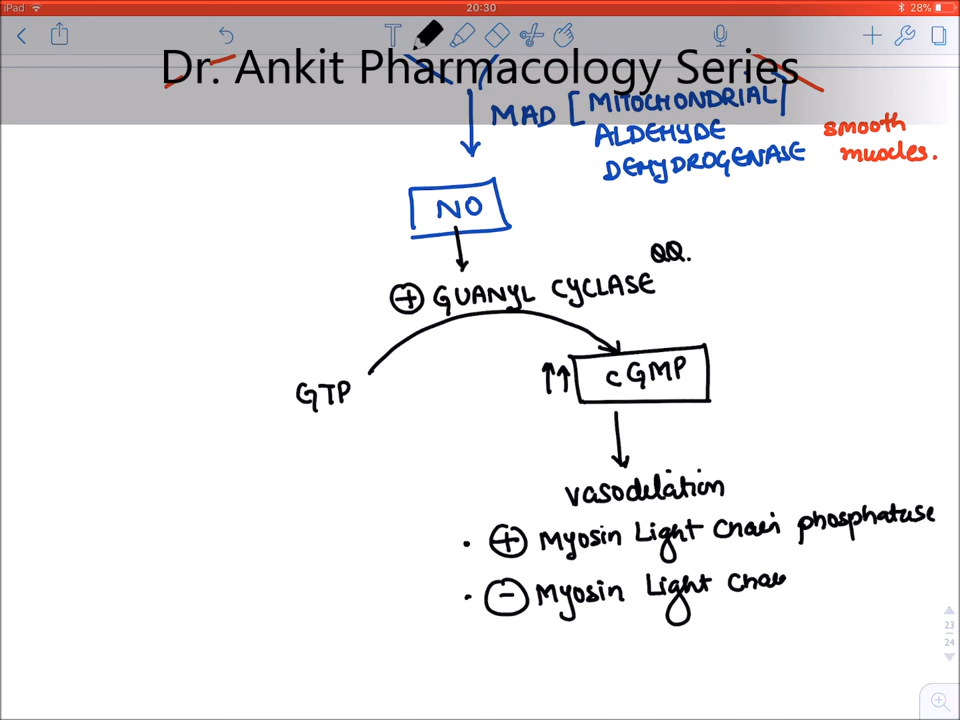 iPad 20:30 28%
T
Dr. Ankit Pharmacology Series
MAD [MITOCHONDRIAL]
ALDEHYDE
DEHYDROGENASE
smooth
muscles.
NO
QQ.
+ GUANYL CYCLASE
GTP
↑↑ cGMP
vasodelation
· + Myosin Light Chain phosphatase
· - Myosin Light Chai
23
24